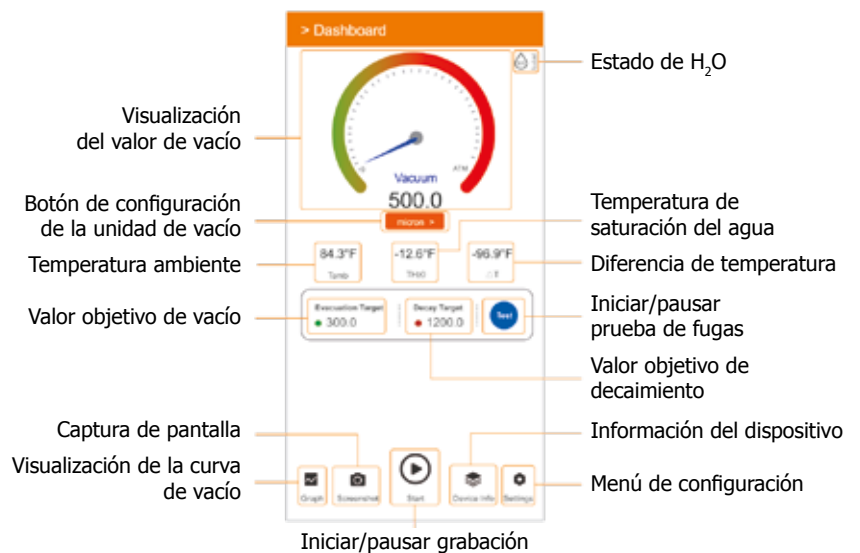 > Dashboard
Estado de H₂O
Visualización
del valor de vacío
ATM
Vacuum
500.0
Botón de configuración
de la unidad de vacío
micron >
Temperatura de
saturación del agua
84.3°F
-12.6°F
-96.9°F
Temperatura ambiente
Tamb
TH₂O
△T
Diferencia de temperatura
Valor objetivo de vacío
Evacuation Target
300.0
Decay Target
1200.0
Test
Iniciar/pausar
prueba de fugas
Valor objetivo de
decaimiento
Captura de pantalla
Información del dispositivo
Visualización de la curva
de vacío
Graph
Screenshot
Start
Device Info
Settings
Menú de configuración
Iniciar/pausar grabación